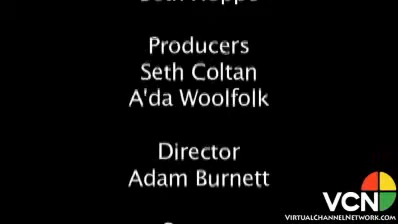 Producers
Seth Coltan
A'da Woolfolk
Director
Adam Burnett
VCN
VIRTUALCHANNELNETWORK.COM